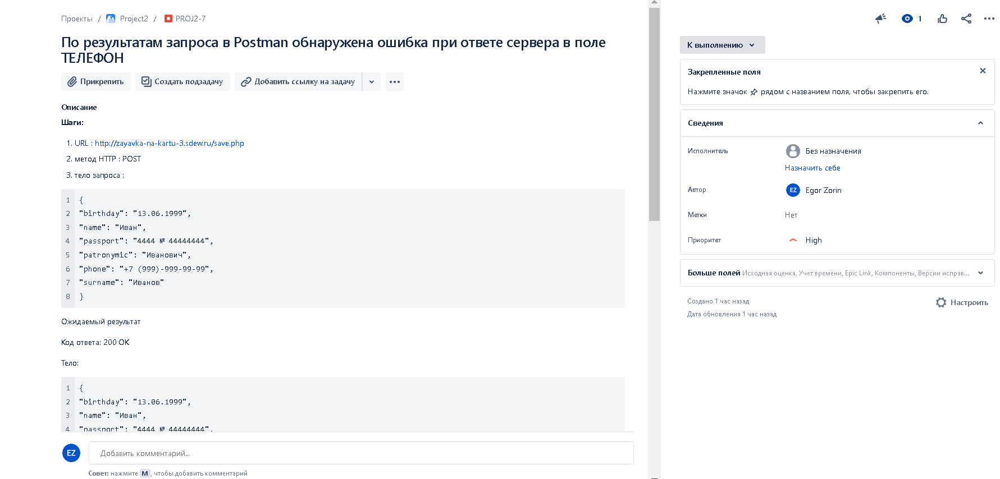 Проекты / Project2 / PROJ2-7
1
По результатам запроса в Postman обнаружена ошибка при ответе сервера в поле
ТЕЛЕФОН
Прикрепить
Создать подзадачу
Добавить ссылку на задачу
Описание
Шаги:
1. URL : http://zayavka-na-kartu-3.sdew.ru/save.php
2. метод HTTP : POST
3. тело запроса :
1 {
2 "birthday": "13.06.1999",
3 "name": "Иван",
4 "passport": "4444 № 44444444",
5 "patronymic": "Иванович",
6 "phone": "+7 (999)-999-99-99",
7 "surname": "Иванов"
8 }
Ожидаемый результат
Код ответа: 200 ОК
Тело:
1 {
2 "birthday": "13.06.1999",
3 "name": "Иван",
4 "passport": "4444 № 44444444",
EZ
Добавить комментарий...
Совет: нажмите M, чтобы добавить комментарий
К выполнению
Закрепленные поля
Нажмите значок рядом с названием поля, чтобы закрепить его.
Сведения
Исполнитель
Без назначения
Назначить себе
Автор
EZ Egor Zorin
Метки
Нет
Приоритет
High
Больше полей Исходная оценка, Учет времени, Epic Link, Компоненты, Версии исправ...
Создано 1 час назад
Настроить
Дата обновления 1 час назад